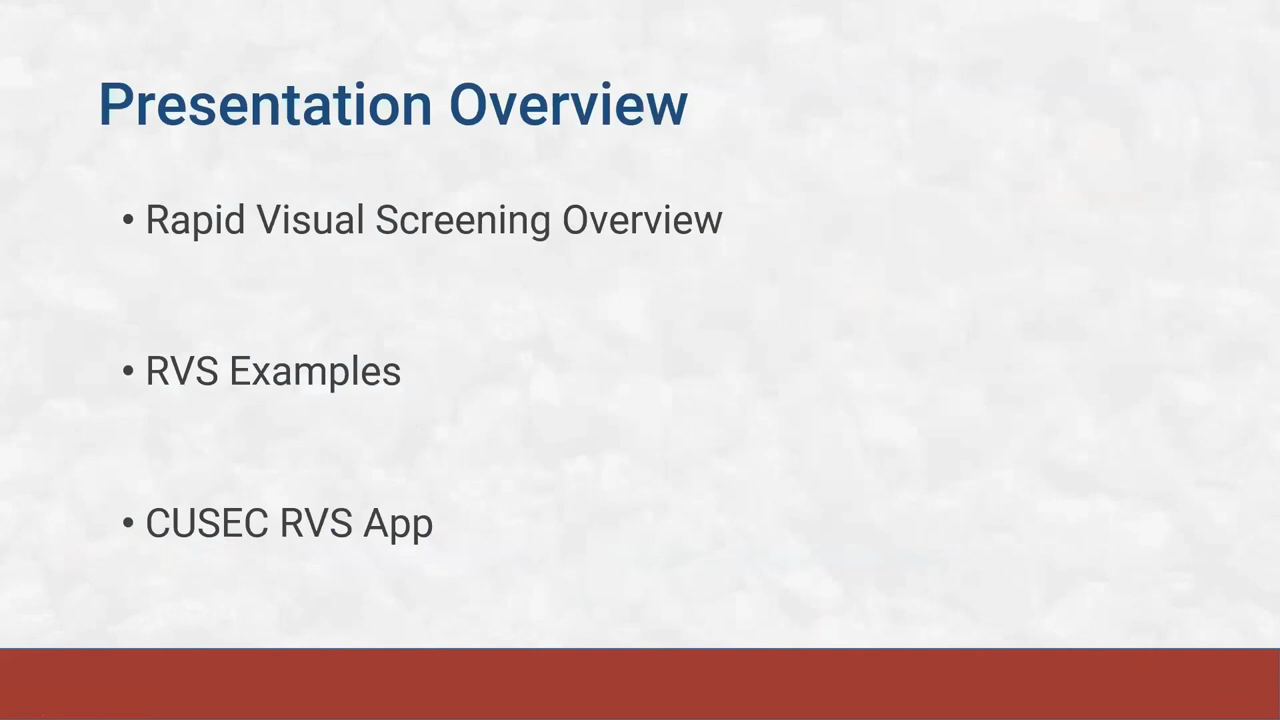 Presentation Overview
• Rapid Visual Screening Overview
• RVS Examples
• CUSEC RVS App